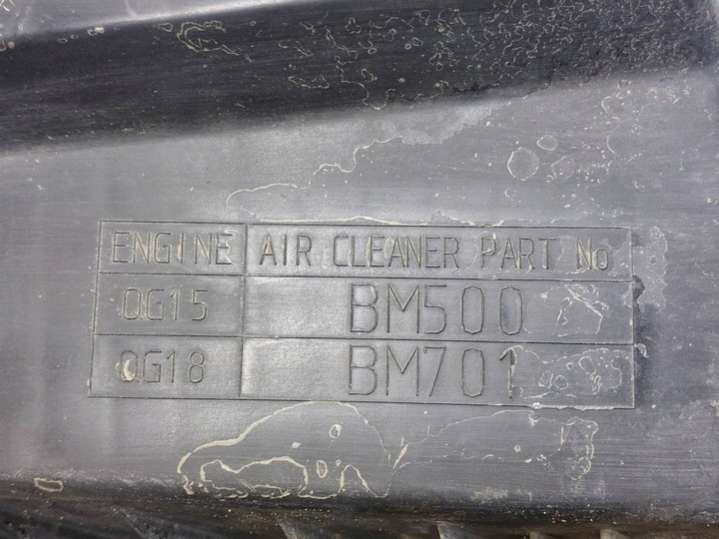 ENGINE AIR CLEANER PART No
QG15 BM500
QG18 BM701